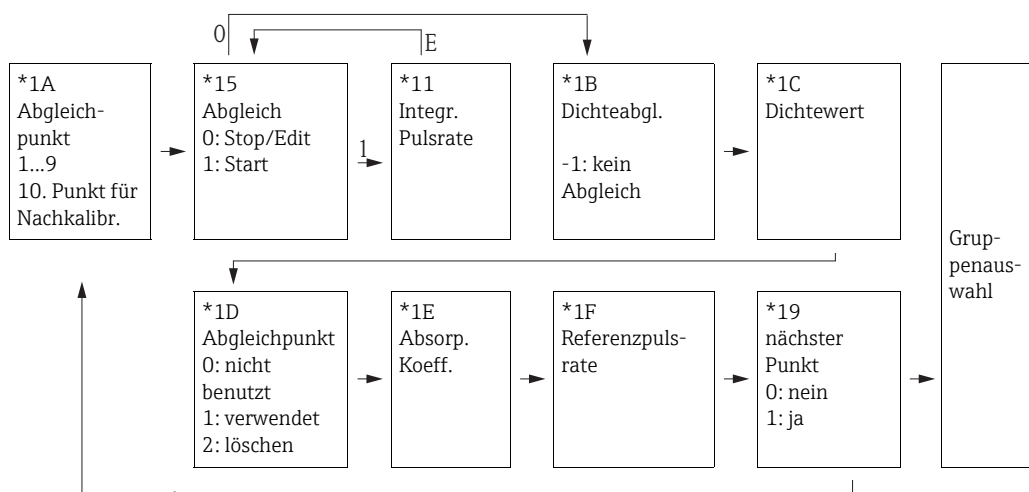 0
E
*1A
Abgleich-
punkt
1...9
10. Punkt für
Nachkalibr.
*15
Abgleich
0: Stop/Edit
1: Start
1
*11
Integr.
Pulsrate
*1B
Dichteabgl.
-1: kein
Abgleich
*1C
Dichtewert
Grup-
penaus-
wahl
*1D
Abgleichpunkt
0: nicht
benutzt
1: verwendet
2: löschen
*1E
Absorp.
Koeff.
*1F
Referenzpuls-
rate
*19
nächster
Punkt
0: nein
1: ja